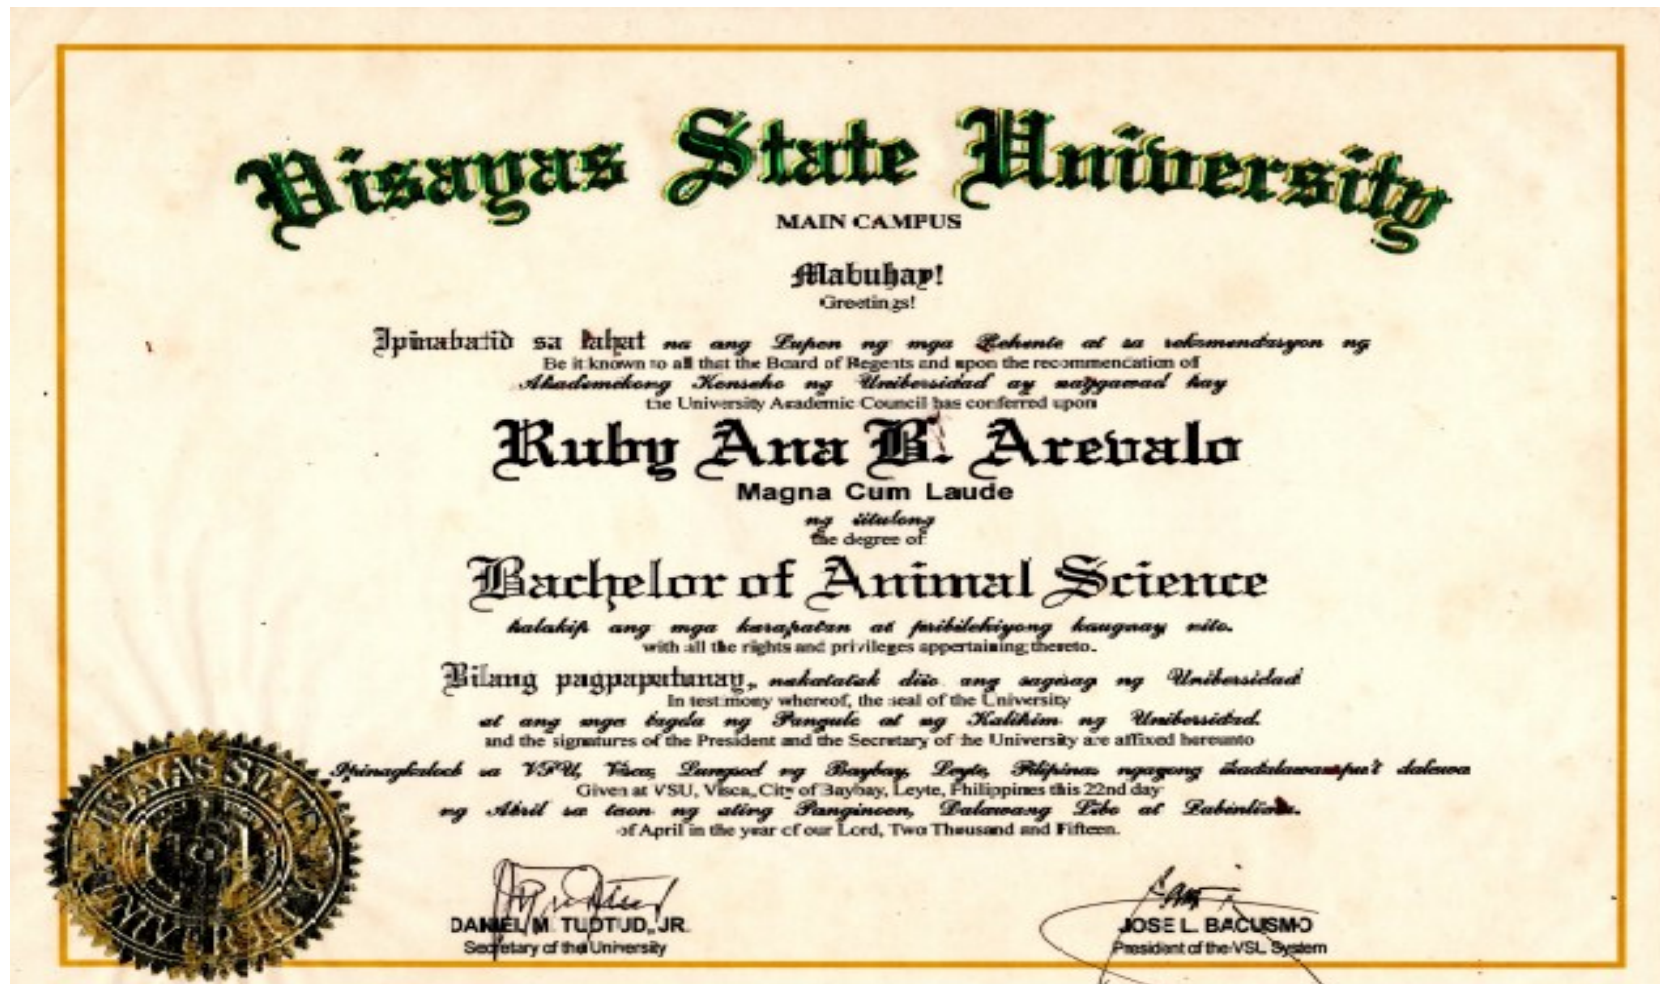 Visayas State University
MAIN CAMPUS
Mabuhay!
Greetings!
Ipinabatid sa lahat na ang Lupon ng mga Rehente at sa rekomendasyon ng
Be it known to all that the Board of Regents and upon the recommendation of
Akademekong Konseho ng Unibersidad ay naggawad kay
the University Academic Council has conferred upon
Ruby Ana B. Arevalo
Magna Cum Laude
ng titulong
the degree of
Bachelor of Animal Science
kalakip ang mga karapatan at pribilehiyong kaugnay nito.
with all the rights and privileges appertaining thereto.
Bilang pagpapatunay, nakatatak dito ang sagisag ng Unibersidad
In testimony whereof, the seal of the University
at ang mga lagda ng Pangulo at ng Kalihim ng Unibersidad.
and the signatures of the President and the Secretary of the University are affixed hereunto
Ipinagkaloob sa VSU, Visca, Lungsod ng Baybay, Leyte, Pilipinas ngayong ikadalawampu't dalawa
Given at VSU, Visca, City of Baybay, Leyte, Philippines this 22nd day
ng Abril sa taon ng ating Panginoon, Dalawang Libo at Labinlima.
of April in the year of our Lord, Two Thousand and Fifteen.
VISAYAS STATE UNIVERSITY
DANIEL M. TUDTUD, JR.
Secretary of the University
JOSE L. BACUSMO
President of the VSU System